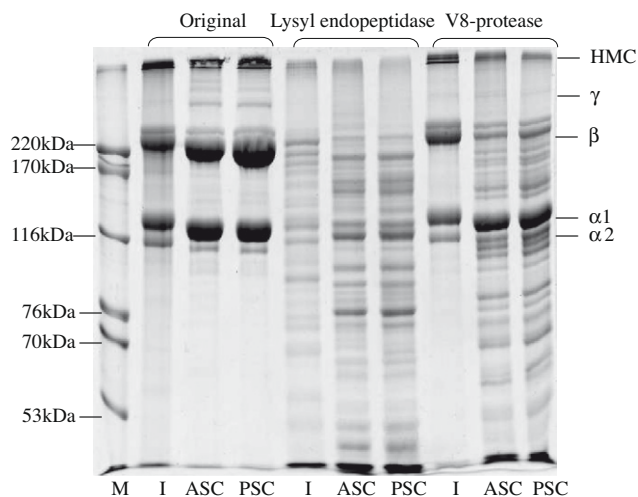 Original Lysyl endopeptidase V8-protease
HMC
γ
220kDa β
170kDa
α1
116kDa α2
76kDa
70kDa
53kDa
M I ASC PSC I ASC PSC I ASC PSC